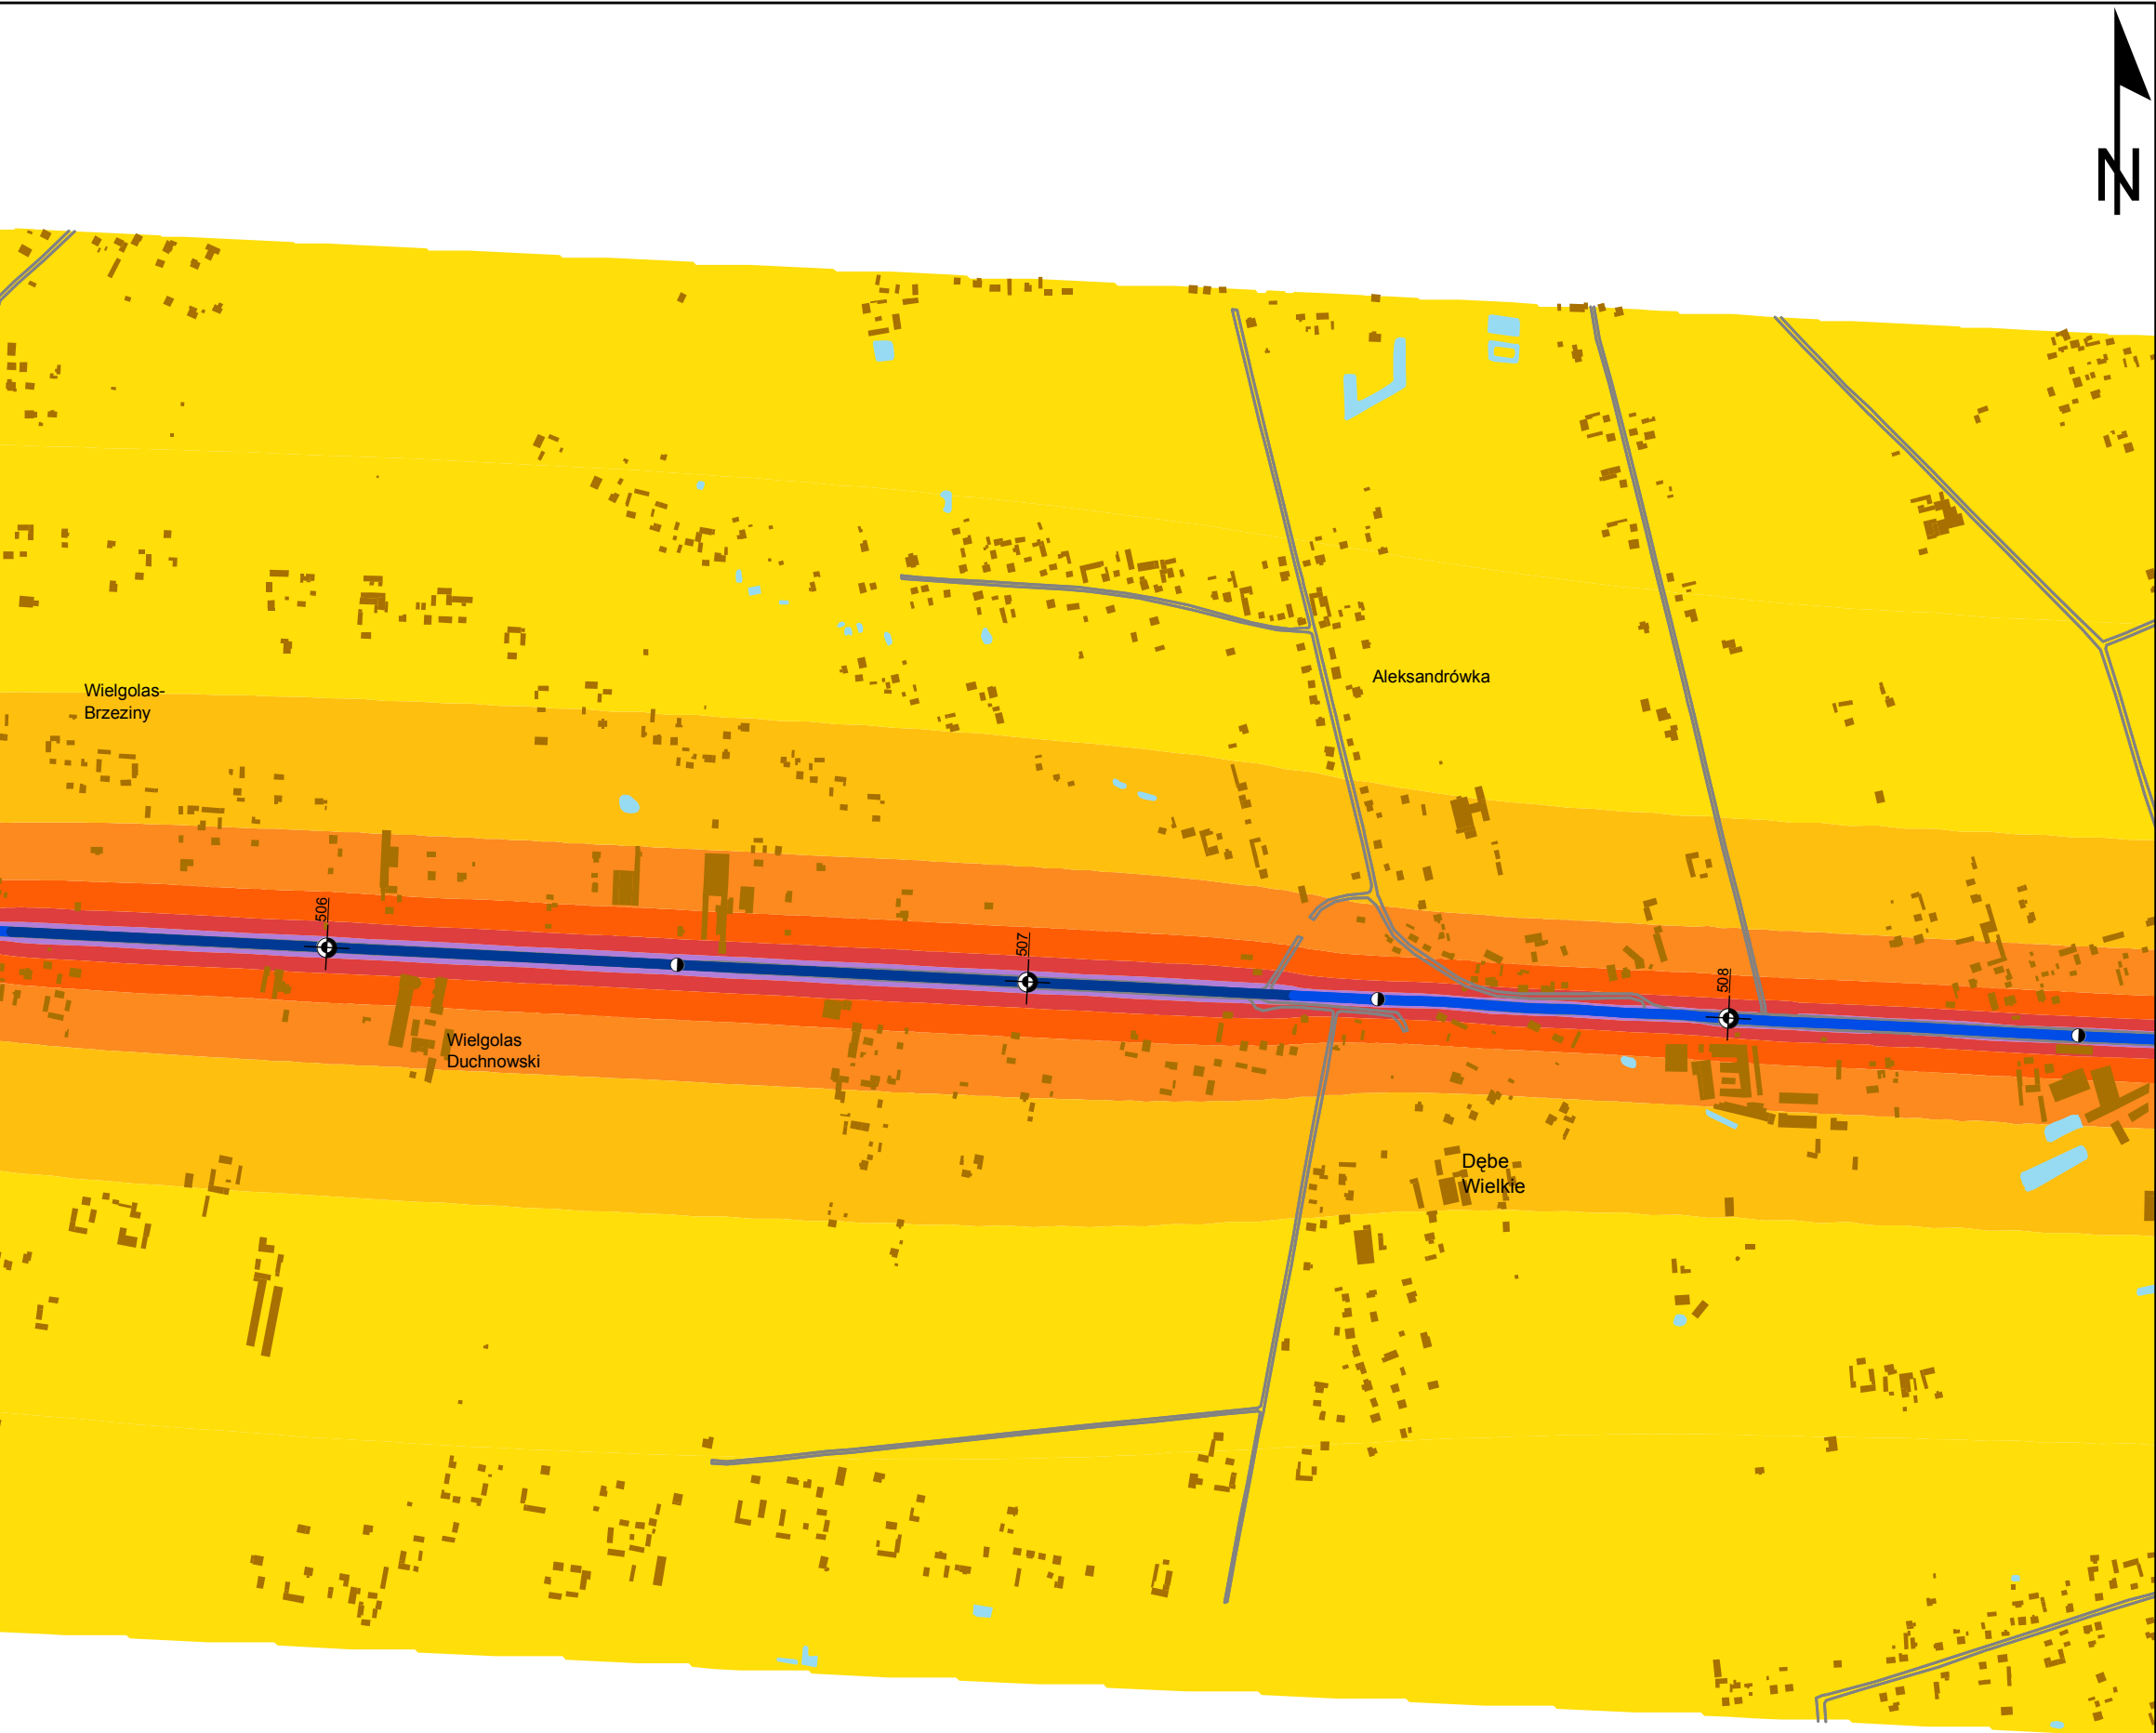 N
Aleksandrówka
Wielgolas-
Brzeziny
506
507
508
Wielgolas
Duchnowski
Dębe
Wielkie